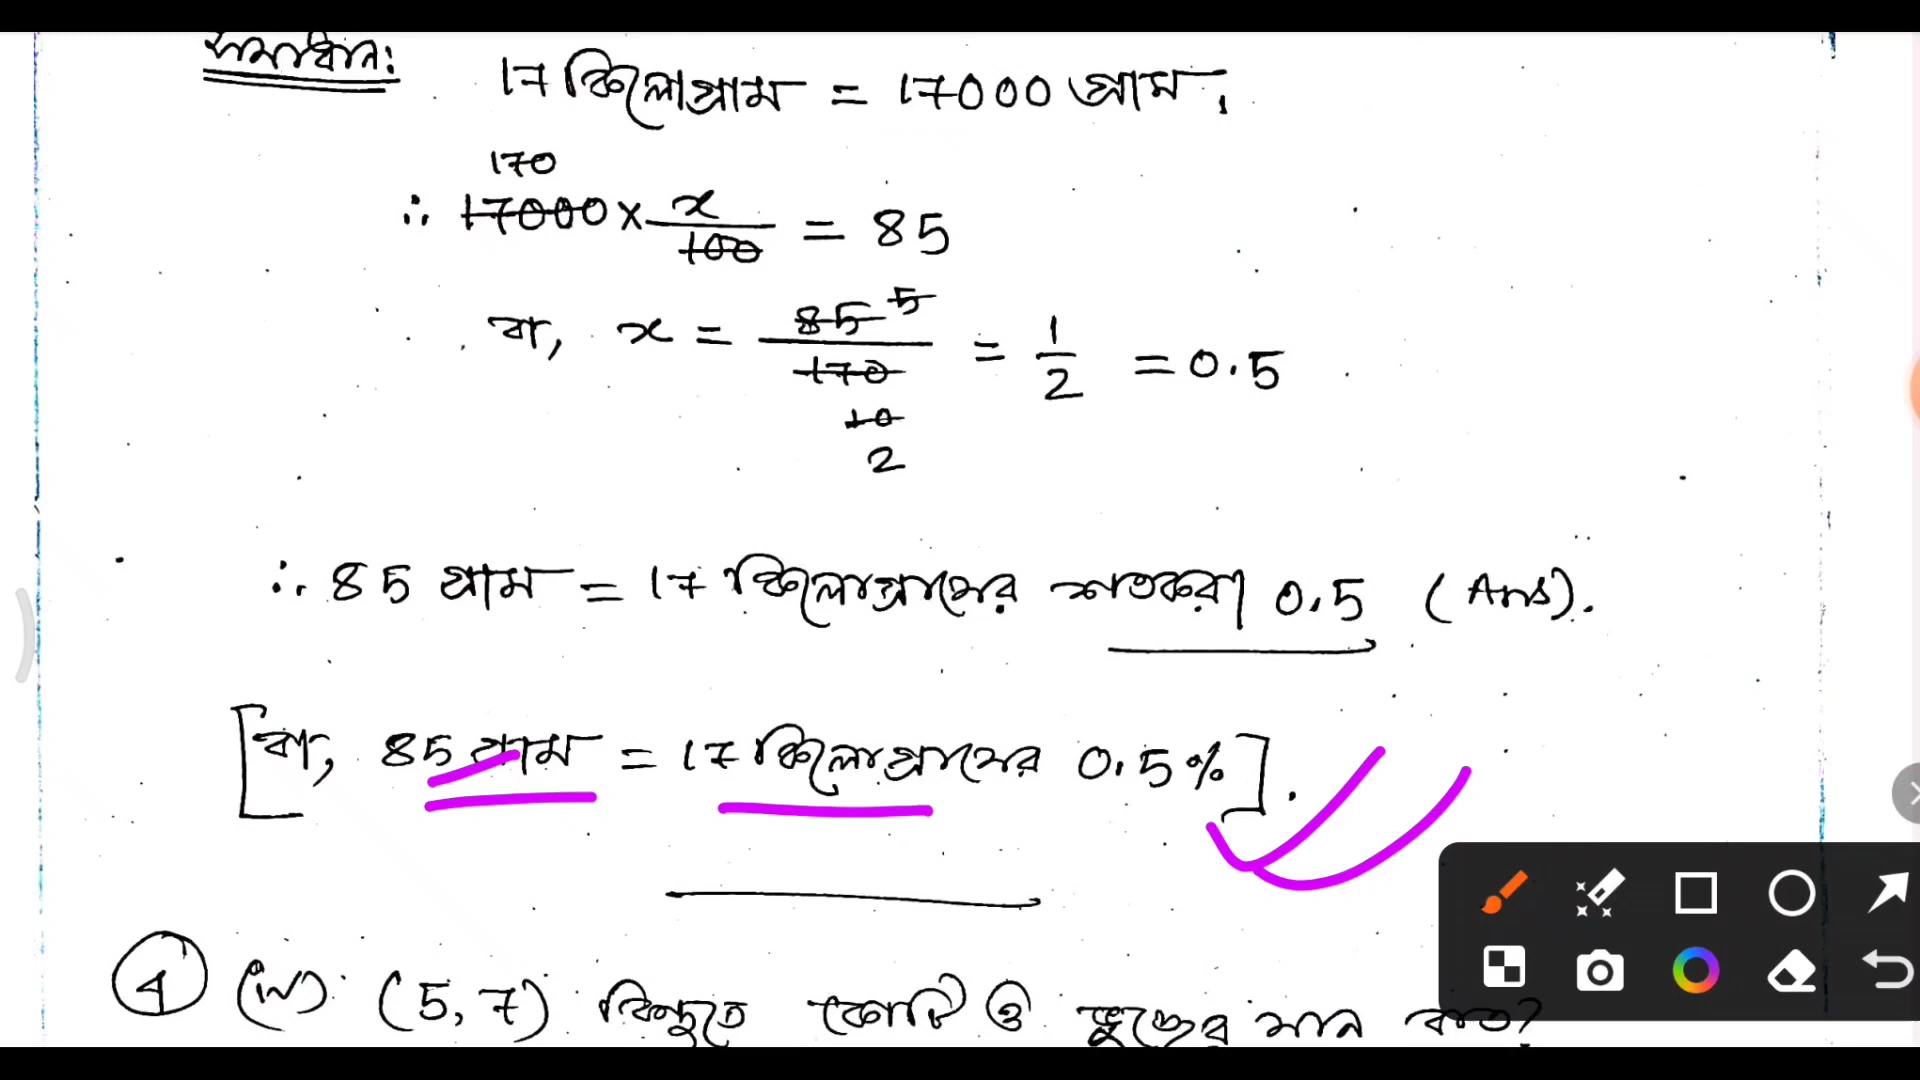 সমাধান:
17 কিলোগ্রাম = 17000 গ্রাম.
170
∴ 17000 × x/100 = 85
বা, x = 85/170 = 1/2 = 0.5
5
10
2
∴ 85 গ্রাম = 17 কিলোগ্রামের শতকরা 0.5 (Ans).
[বা, 85 গ্রাম = 17 কিলোগ্রামের 0.5%].
(iv) (5,7) বিন্দুতে কোটি ও ভুজের মান কত?